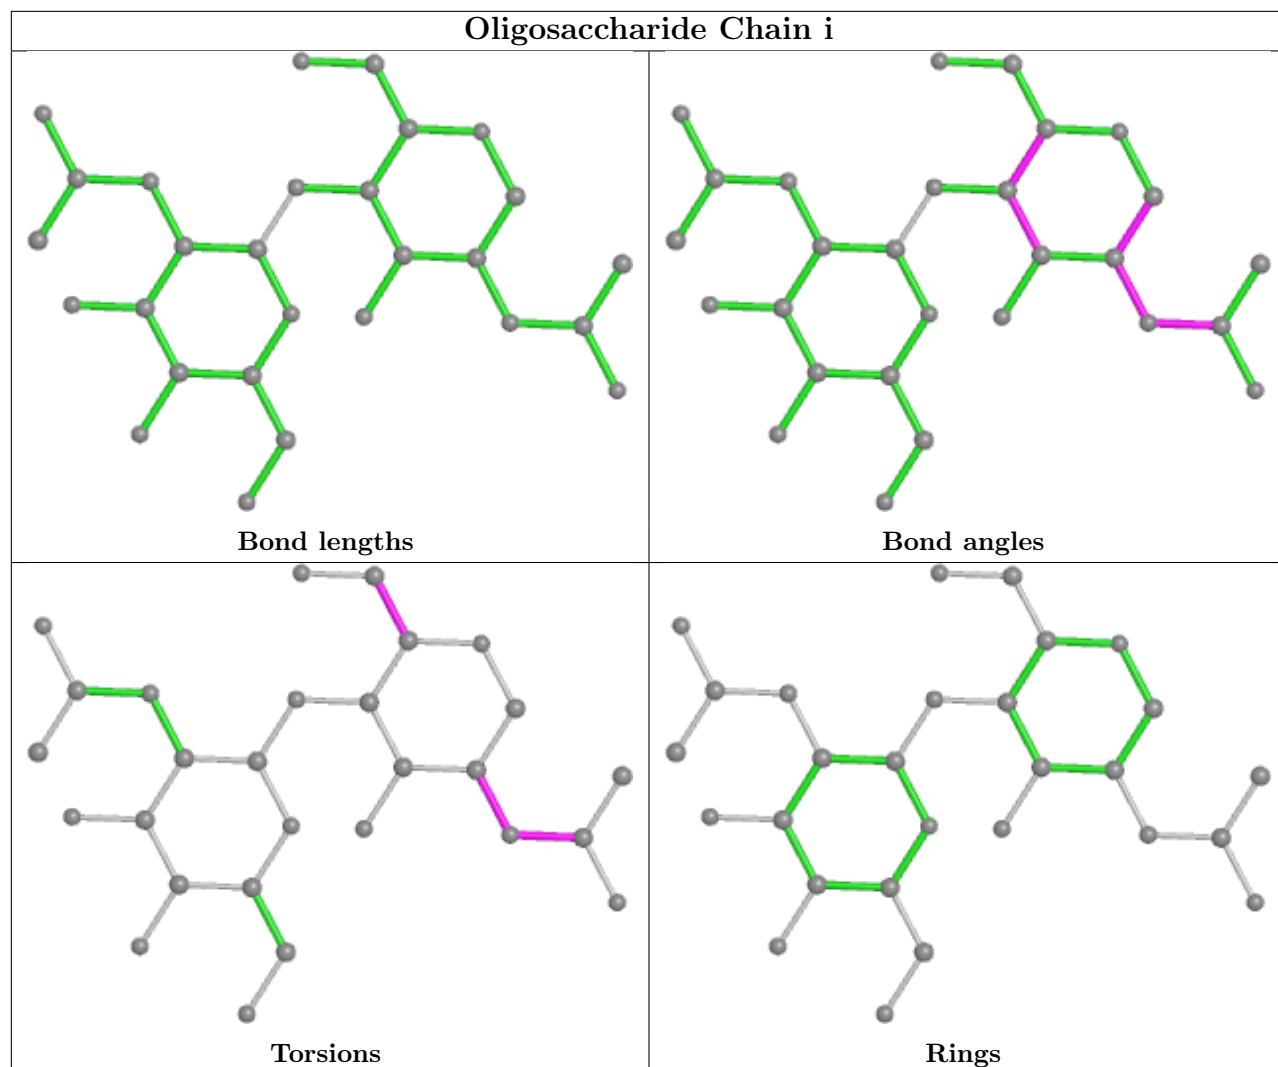 Oligosaccharide Chain i
Bond lengths
Bond angles
Torsions
Rings